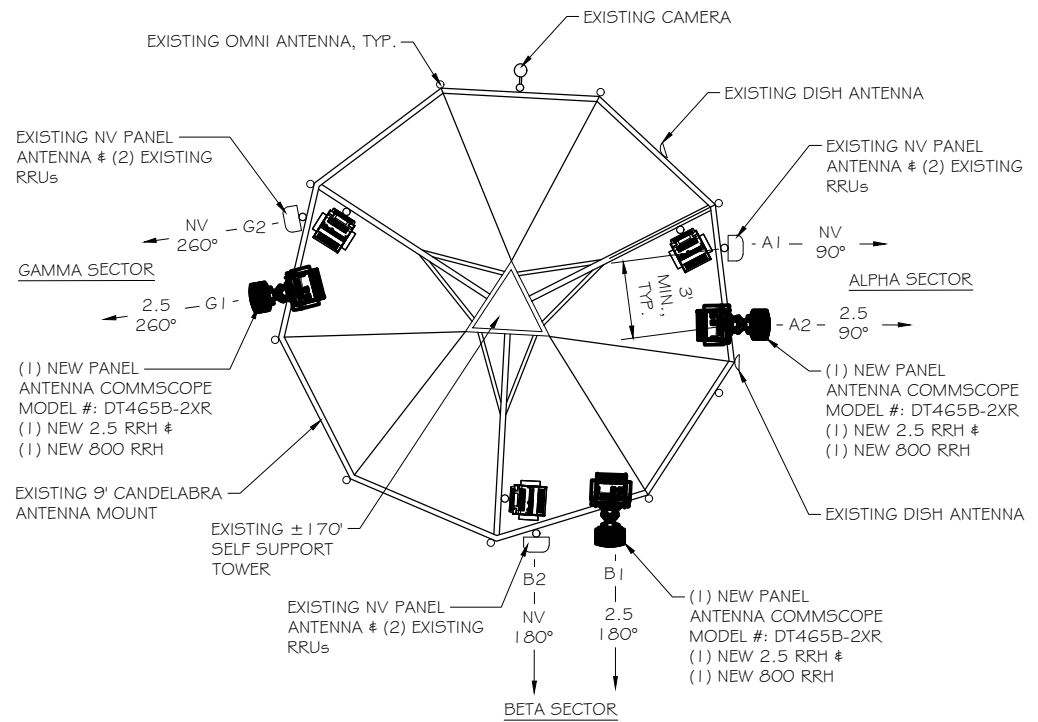 EXISTING CAMERA
EXISTING OMNI ANTENNA, TYP.
EXISTING DISH ANTENNA
EXISTING NV PANEL
ANTENNA & (2) EXISTING
RRUs
EXISTING NV PANEL
ANTENNA & (2) EXISTING
RRUs
NV
260°
G2
A1
NV
90°
GAMMA SECTOR
ALPHA SECTOR
3'
MIN.,
TYP.
2.5
260°
G1
A2
2.5
90°
(1) NEW PANEL
ANTENNA COMMSCOPE
MODEL #: DT465B-2XR
(1) NEW 2.5 RRH &
(1) NEW 800 RRH
(1) NEW PANEL
ANTENNA COMMSCOPE
MODEL #: DT465B-2XR
(1) NEW 2.5 RRH &
(1) NEW 800 RRH
EXISTING 9' CANDELABRA
ANTENNA MOUNT
EXISTING ±170'
SELF SUPPORT
TOWER
EXISTING DISH ANTENNA
EXISTING NV PANEL
ANTENNA & (2) EXISTING
RRUs
B2
NV
180°
B1
2.5
180°
(1) NEW PANEL
ANTENNA COMMSCOPE
MODEL #: DT465B-2XR
(1) NEW 2.5 RRH &
(1) NEW 800 RRH
BETA SECTOR